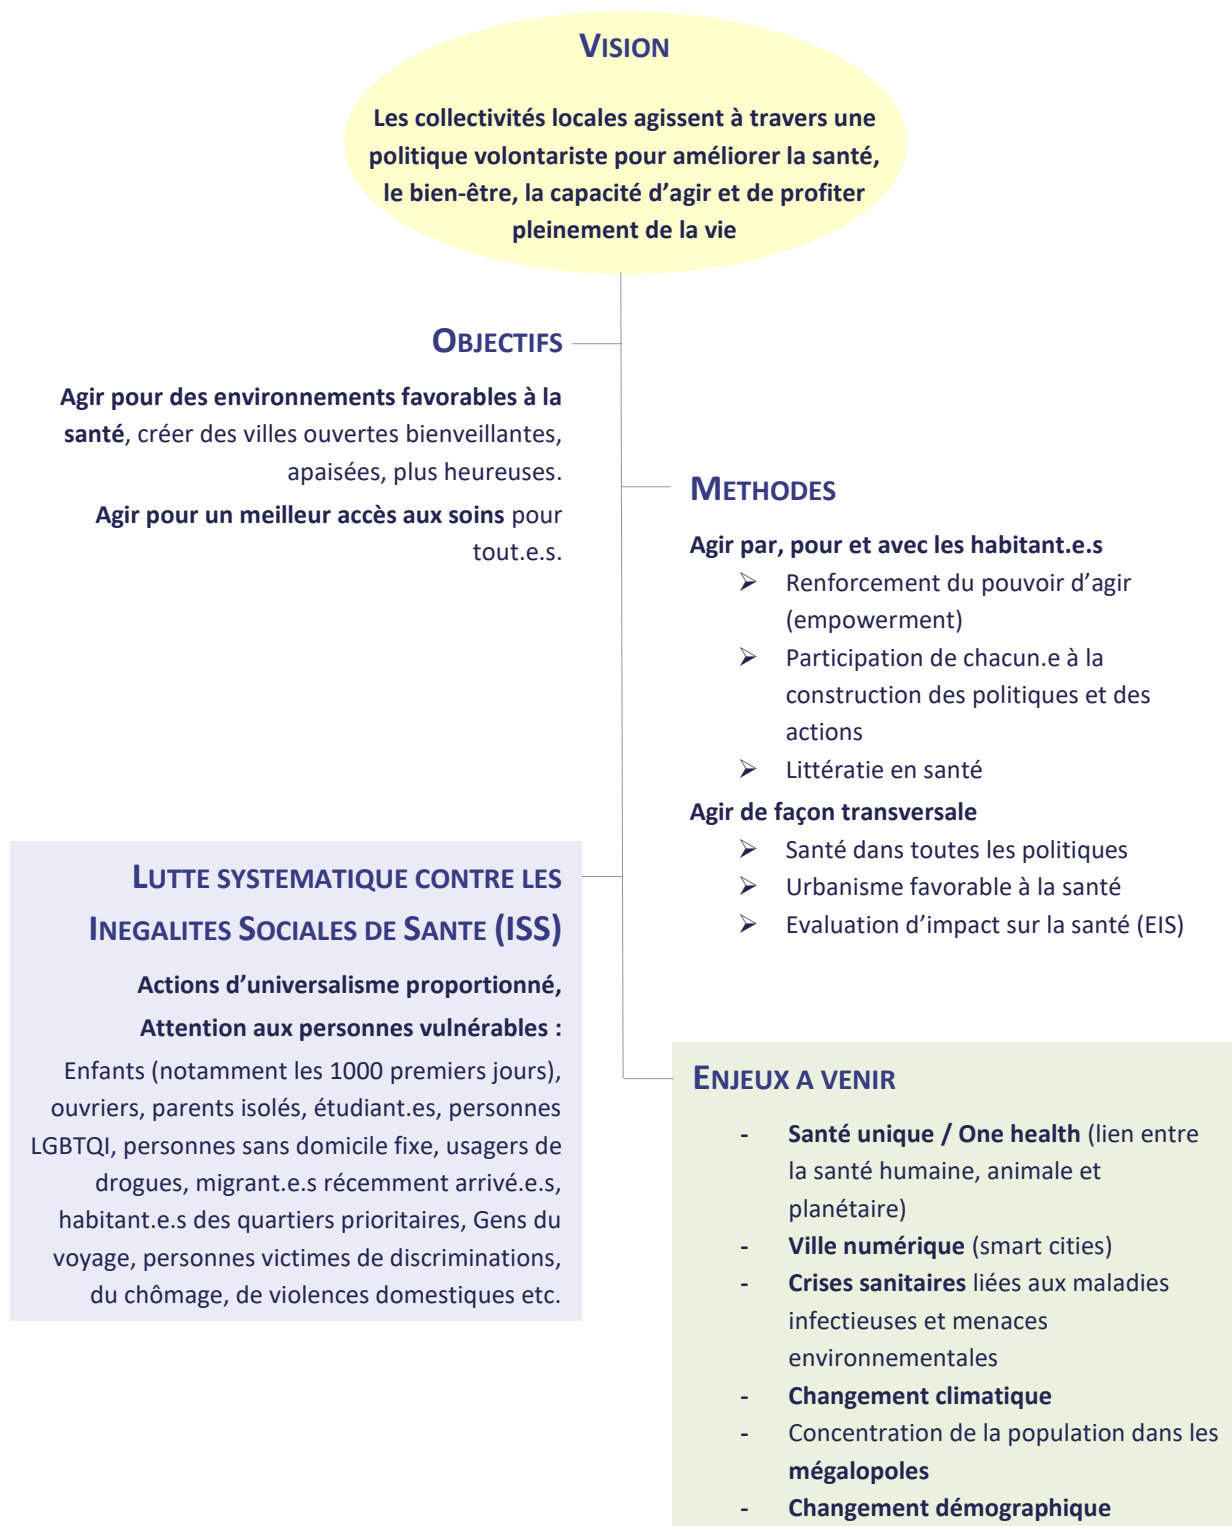 VISION
Les collectivités locales agissent à travers une
politique volontariste pour améliorer la santé,
le bien-être, la capacité d’agir et de profiter
pleinement de la vie
OBJECTIFS
Agir pour des environnements favorables à la
santé, créer des villes ouvertes bienveillantes,
apaisées, plus heureuses.
Agir pour un meilleur accès aux soins pour
tout.e.s.
METHODES
Agir par, pour et avec les habitant.e.s
➢ Renforcement du pouvoir d’agir
(empowerment)
➢ Participation de chacun.e à la
construction des politiques et des
actions
➢ Littératie en santé
Agir de façon transversale
➢ Santé dans toutes les politiques
➢ Urbanisme favorable à la santé
➢ Evaluation d’impact sur la santé (EIS)
LUTTE SYSTEMATIQUE CONTRE LES
INEGALITES SOCIALES DE SANTE (ISS)
Actions d’universalisme proportionné,
Attention aux personnes vulnérables :
Enfants (notamment les 1000 premiers jours),
ouvriers, parents isolés, étudiant.es, personnes
LGBTQI, personnes sans domicile fixe, usagers de
drogues, migrant.e.s récemment arrivé.e.s,
habitant.e.s des quartiers prioritaires, Gens du
voyage, personnes victimes de discriminations,
du chômage, de violences domestiques etc.
ENJEUX A VENIR
- Santé unique / One health (lien entre
la santé humaine, animale et
planétaire)
- Ville numérique (smart cities)
- Crises sanitaires liées aux maladies
infectieuses et menaces
environnementales
- Changement climatique
- Concentration de la population dans les
mégalopoles
- Changement démographique